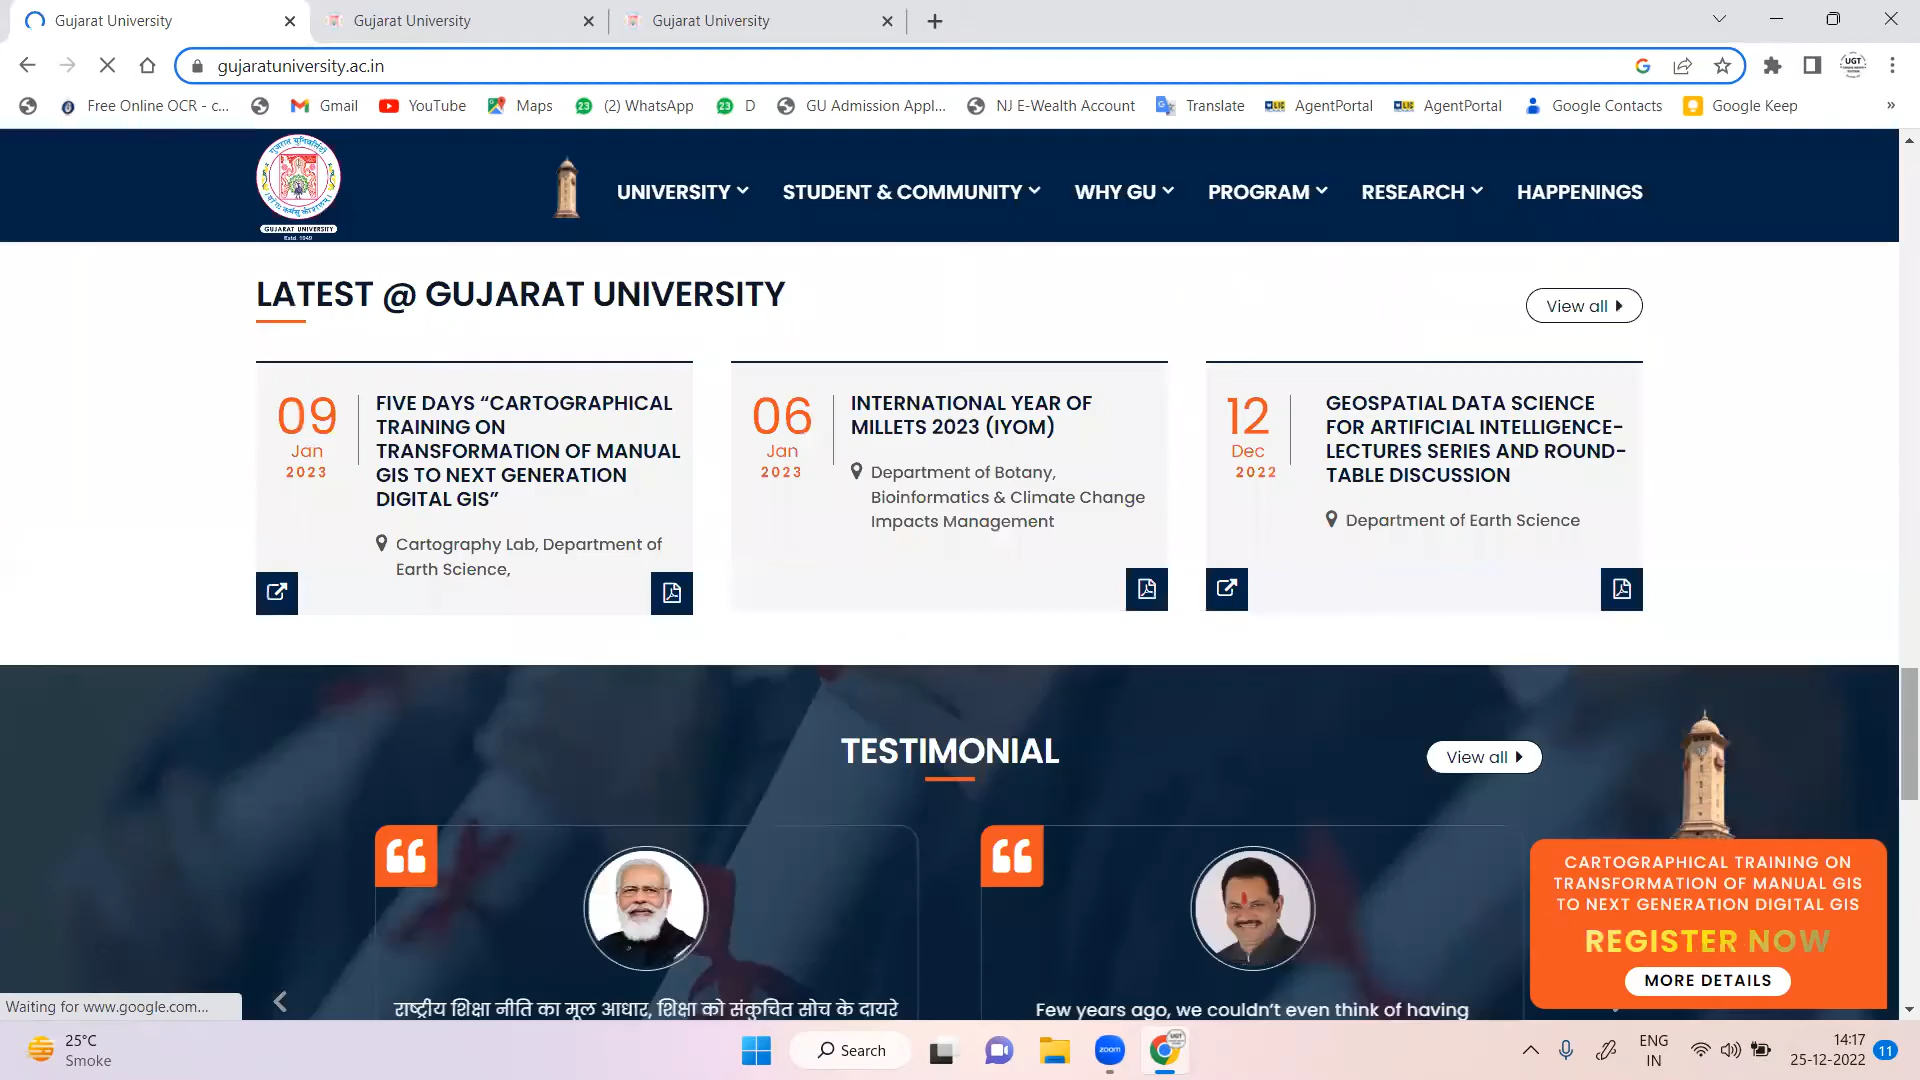 Gujarat University
Gujarat University
Gujarat University
gujaratuniversity.ac.in
UGT
Free Online OCR - c...
Gmail
YouTube
Maps
(2) WhatsApp
D
GU Admission Appl...
NJ E-Wealth Account
Translate
AgentPortal
AgentPortal
Google Contacts
Google Keep
»
GUJARAT UNIVERSITY
Estd. 1949
UNIVERSITY
STUDENT & COMMUNITY
WHY GU
PROGRAM
RESEARCH
HAPPENINGS
LATEST @ GUJARAT UNIVERSITY
View all
09
Jan
2023
FIVE DAYS “CARTOGRAPHICAL
TRAINING ON
TRANSFORMATION OF MANUAL
GIS TO NEXT GENERATION
DIGITAL GIS”
Cartography Lab, Department of
Earth Science,
06
Jan
2023
INTERNATIONAL YEAR OF
MILLETS 2023 (IYOM)
Department of Botany,
Bioinformatics & Climate Change
Impacts Management
12
Dec
2022
GEOSPATIAL DATA SCIENCE
FOR ARTIFICIAL INTELLIGENCE-
LECTURES SERIES AND ROUND-
TABLE DISCUSSION
Department of Earth Science
TESTIMONIAL
View all
राष्ट्रीय शिक्षा नीति का मूल आधार, शिक्षा को संकुचित सोच के दायरे
Few years ago, we couldn’t even think of having
CARTOGRAPHICAL TRAINING ON
TRANSFORMATION OF MANUAL GIS
TO NEXT GENERATION DIGITAL GIS
REGISTER NOW
MORE DETAILS
Waiting for www.google.com...
25°C
Smoke
Search
zoom
UGT
ENG
IN
14:17
25-12-2022
11